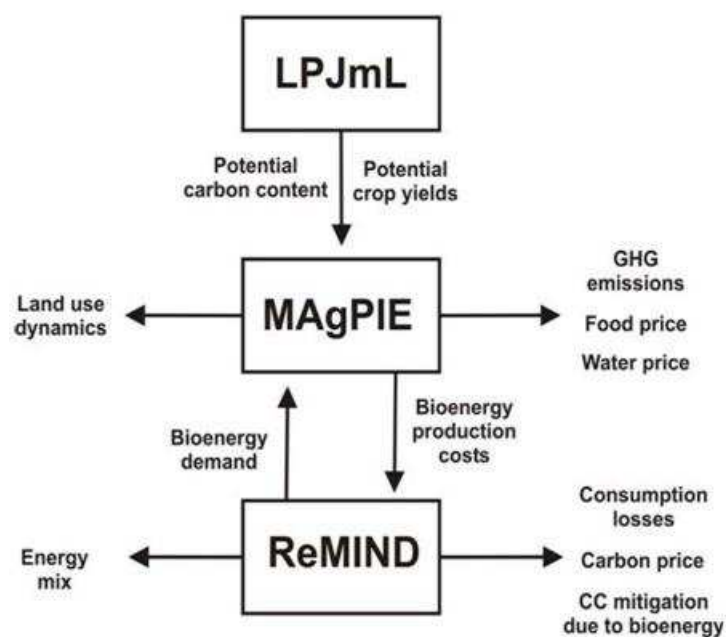 LPJmL
Potential
carbon content
Potential
crop yields
Land use
dynamics
MAgPIE
GHG
emissions
Food price
Water price
Bioenergy
demand
Bioenergy
production
costs
Energy
mix
ReMIND
Consumption
losses
Carbon price
CC mitigation
due to bioenergy